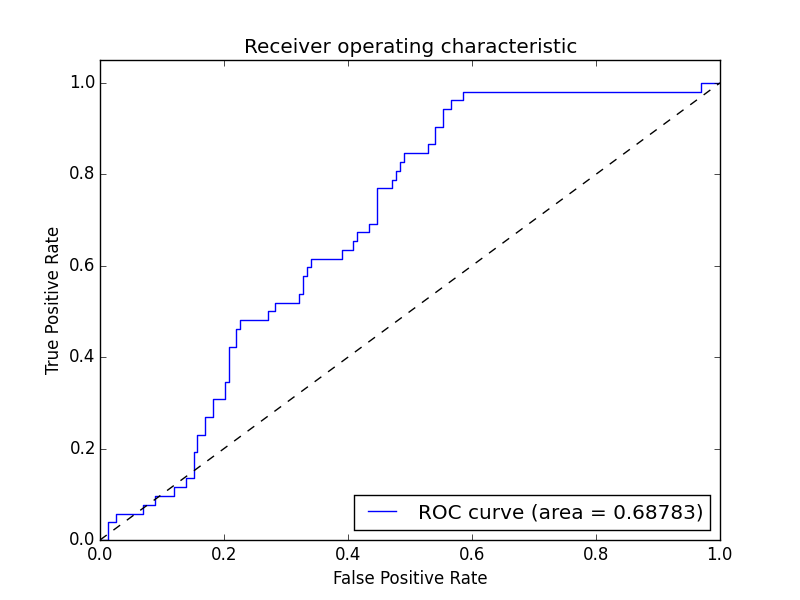 Receiver operating characteristic
1.0
0.8
0.6
0.4
0.2
0.0
True Positive Rate
ROC curve (area = 0.68783)
0.0 0.2 0.4 0.6 0.8 1.0
False Positive Rate